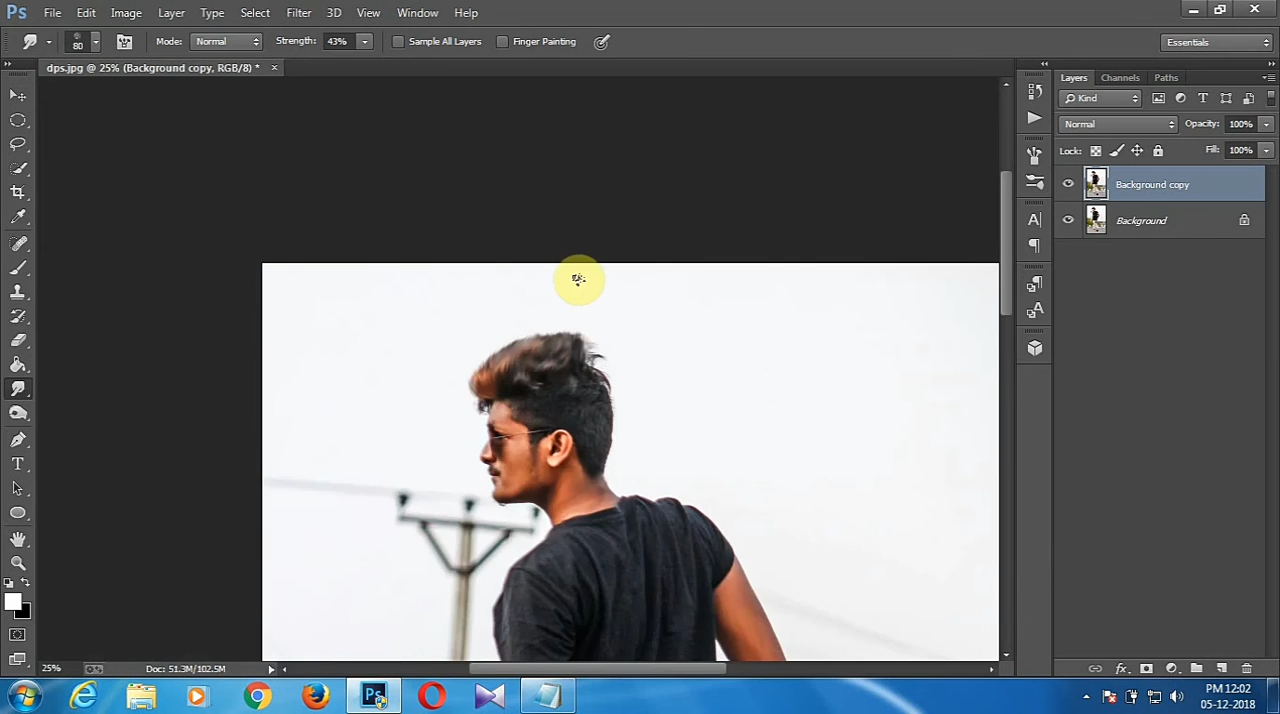 Ps File Edit Image Layer Type Select Filter 3D View Window Help
80 Mode: Normal Strength: 43% Sample All Layers Finger Painting Essentials
dps.jpg @ 25% (Background copy, RGB/8) * ×
Layers Channels Paths
Kind
Normal Opacity: 100%
Lock: Fill: 100%
Background copy
Background
25% Doc: 51.3M/102.5M
PM 12:02
05-12-2018